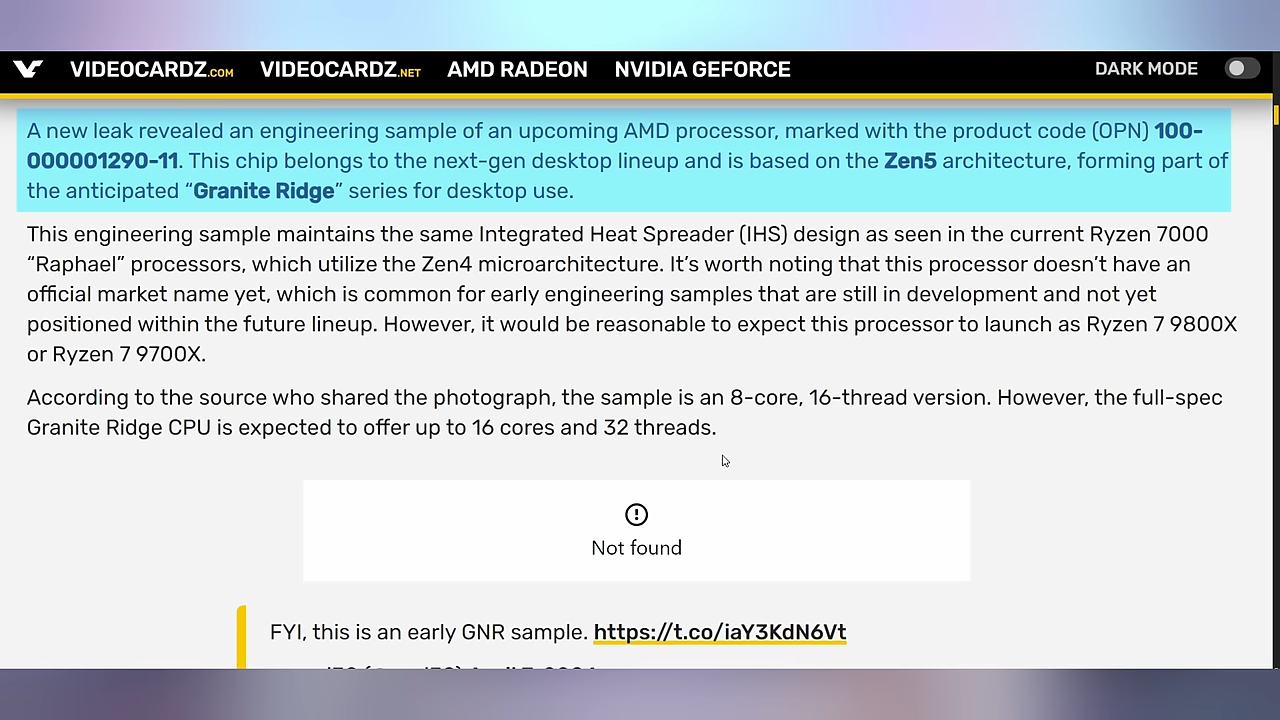 VIDEOCARDZ.COM VIDEOCARDZ.NET AMD RADEON NVIDIA GEFORCE DARK MODE
A new leak revealed an engineering sample of an upcoming AMD processor, marked with the product code (OPN) 100-
000001290-11. This chip belongs to the next-gen desktop lineup and is based on the Zen5 architecture, forming part of
the anticipated “Granite Ridge” series for desktop use.
This engineering sample maintains the same Integrated Heat Spreader (IHS) design as seen in the current Ryzen 7000
“Raphael” processors, which utilize the Zen4 microarchitecture. It’s worth noting that this processor doesn’t have an
official market name yet, which is common for early engineering samples that are still in development and not yet
positioned within the future lineup. However, it would be reasonable to expect this processor to launch as Ryzen 7 9800X
or Ryzen 7 9700X.
According to the source who shared the photograph, the sample is an 8-core, 16-thread version. However, the full-spec
Granite Ridge CPU is expected to offer up to 16 cores and 32 threads.
Not found
FYI, this is an early GNR sample. https://t.co/iaY3KdN6Vt